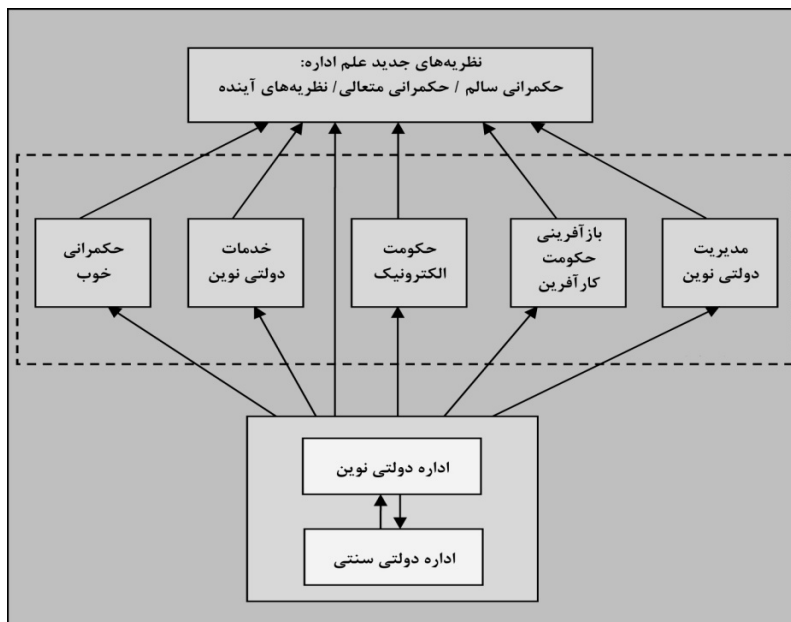 نظریه‌های جدید علم اداره:
حکمرانی سالم / حکمرانی متعالی/ نظریه‌های آینده
مدیریت
دولتی نوین
بازآفرینی
حکومت
کارآفرین
حکومت
الکترونیک
خدمات
دولتی نوین
حکمرانی
خوب
اداره دولتی نوین
اداره دولتی سنتی